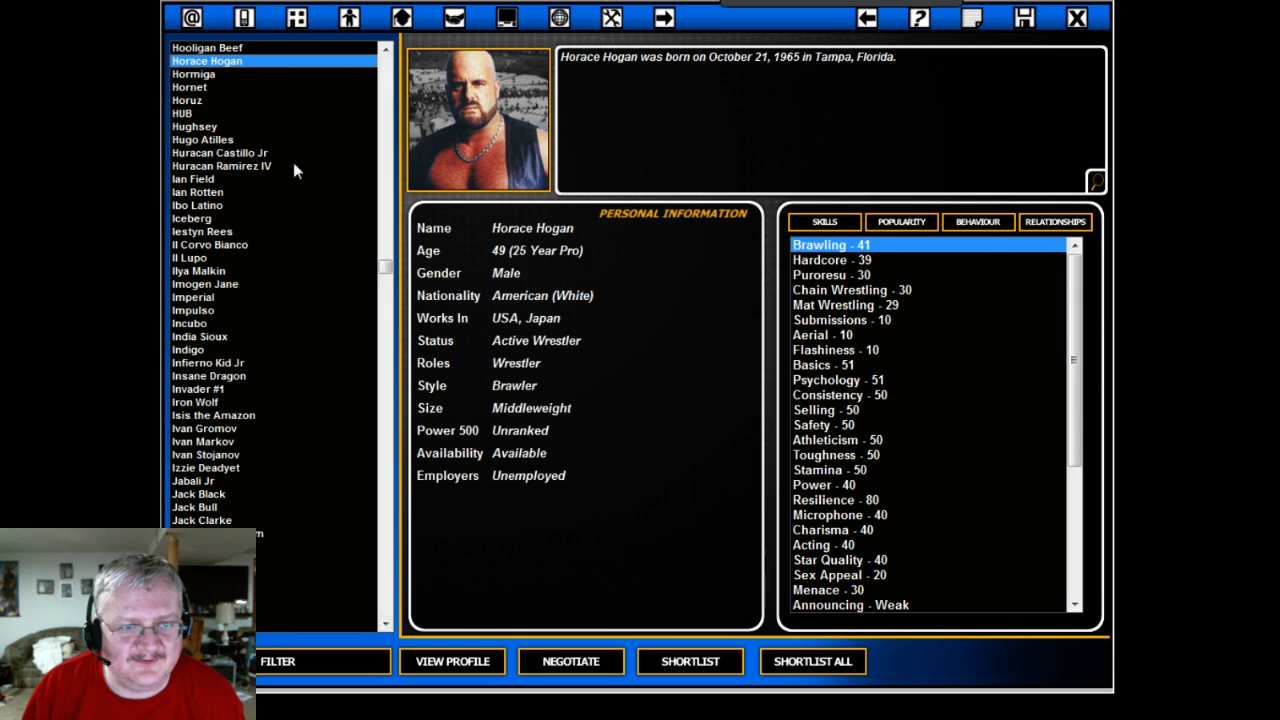 Hooligan Beef
Horace Hogan
Hormiga
Hornet
Horuz
HUB
Hughsey
Hugo Atilles
Huracan Castillo Jr
Huracan Ramirez IV
Ian Field
Ian Rotten
Ibo Latino
Iceberg
Iestyn Rees
Il Corvo Bianco
Il Lupo
Ilya Malkin
Imogen Jane
Imperial
Impulso
Incubo
India Sioux
Indigo
Infierno Kid Jr
Insane Dragon
Invader #1
Iron Wolf
Isis the Amazon
Ivan Gromov
Ivan Markov
Ivan Stojanov
Izzie Deadyet
Jabali Jr
Jack Black
Jack Bull
Jack Clarke
FILTER
Horace Hogan was born on October 21, 1965 in Tampa, Florida.
PERSONAL INFORMATION
Name Horace Hogan
Age 49 (25 Year Pro)
Gender Male
Nationality American (White)
Works In USA, Japan
Status Active Wrestler
Roles Wrestler
Style Brawler
Size Middleweight
Power 500 Unranked
Availability Available
Employers Unemployed
SKILLS POPULARITY BEHAVIOUR RELATIONSHIPS
Brawling - 41
Hardcore - 39
Puroresu - 30
Chain Wrestling - 30
Mat Wrestling - 29
Submissions - 10
Aerial - 10
Flashiness - 10
Basics - 51
Psychology - 51
Consistency - 50
Selling - 50
Safety - 50
Athleticism - 50
Toughness - 50
Stamina - 50
Power - 40
Resilience - 80
Microphone - 40
Charisma - 40
Acting - 40
Star Quality - 40
Sex Appeal - 20
Menace - 30
Announcing - Weak
VIEW PROFILE NEGOTIATE SHORTLIST SHORTLIST ALL